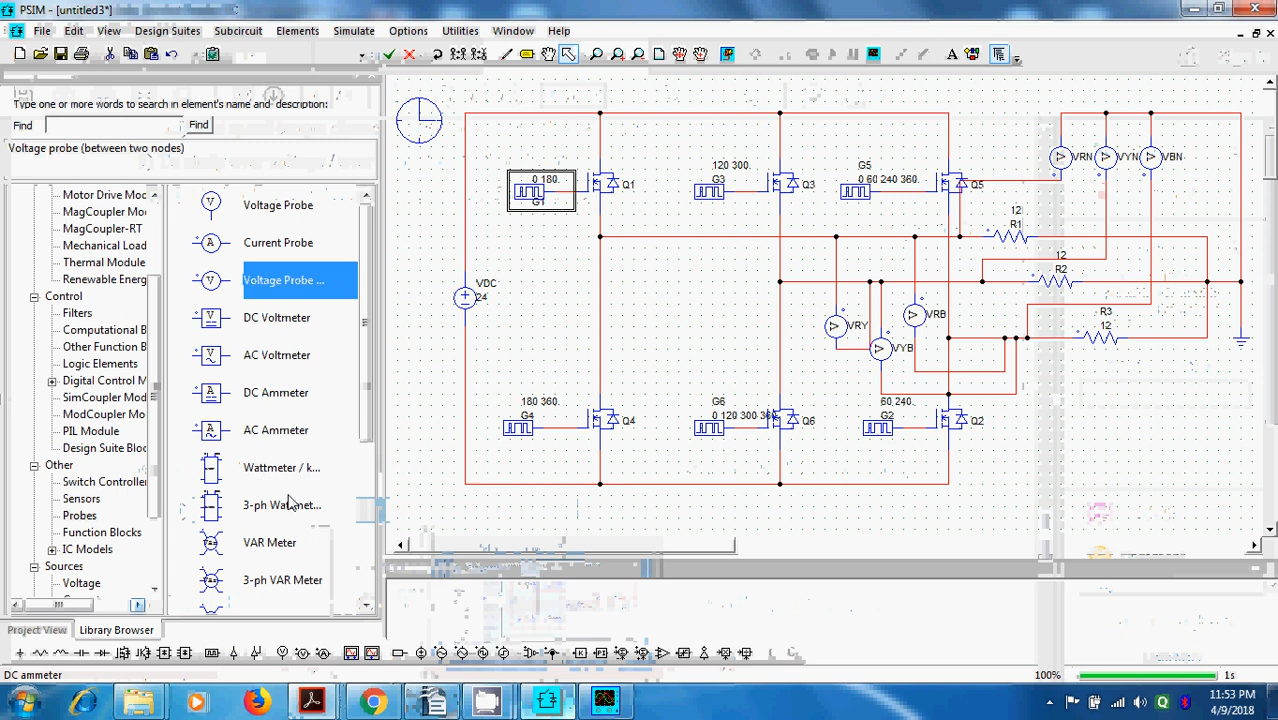 PSIM - [untitled3*]
File Edit View Design Suites Subcircuit Elements Simulate Options Utilities Window Help
Type one or more words to search in element's name and description:
Find
Find
Voltage probe (between two nodes)
Motor Drive Mod
MagCoupler Mo
MagCoupler-RT
Mechanical Load
Thermal Module
Renewable Energ
Control
Filters
Computational B
Other Function B
Logic Elements
Digital Control M
SimCoupler Mod
ModCoupler Mo
PIL Module
Design Suite Bloc
Other
Switch Controlle
Sensors
Probes
Function Blocks
IC Models
Sources
Voltage
Voltage Probe
Current Probe
Voltage Probe ...
DC Voltmeter
AC Voltmeter
DC Ammeter
AC Ammeter
Wattmeter / k...
3-ph Wattmet...
VAR Meter
3-ph VAR Meter
Project View
Library Browser
VDC
24
0 180.
G1
Q1
120 300.
G3
Q3
G5
0 60 240 360.
Q5
VRN
VYN
VBN
12
R1
12
R2
R3
12
VRY
VYB
VRB
180 360.
G4
Q4
G6
0 120 300 360.
Q6
60 240.
G2
Q2
DC ammeter
100%
1s
11:53 PM
4/9/2018